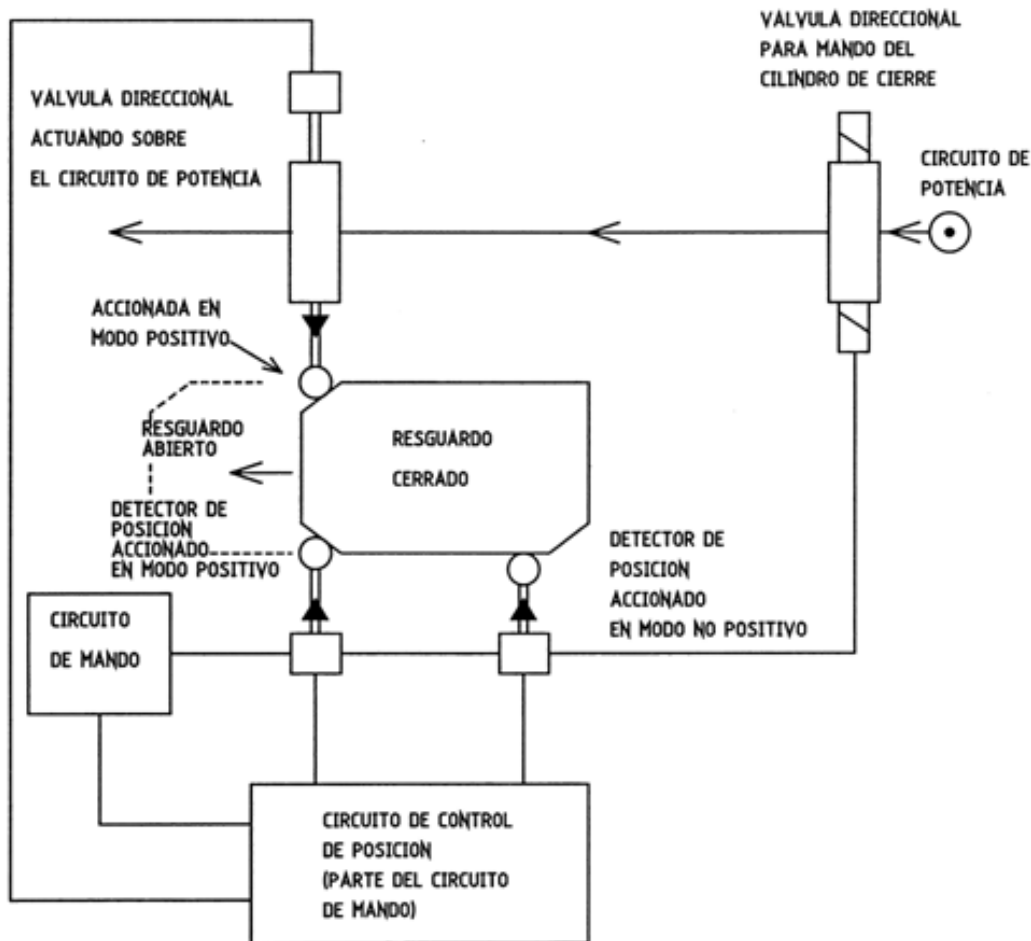 VALVULA DIRECCIONAL
ACTUANDO SOBRE
EL CIRCUITO DE POTENCIA
VALVULA DIRECCIONAL
PARA MANDO DEL
CILINDRO DE CIERRE
CIRCUITO DE
POTENCIA
ACCIONADA EN
MODO POSITIVO
RESGUARDO
ABIERTO
RESGUARDO
CERRADO
DETECTOR DE
POSICION
ACCIONADO
EN MODO POSITIVO
DETECTOR DE
POSICION
ACCIONADO
EN MODO NO POSITIVO
CIRCUITO
DE MANDO
CIRCUITO DE CONTROL
DE POSICION
(PARTE DEL CIRCUITO
DE MANDO)